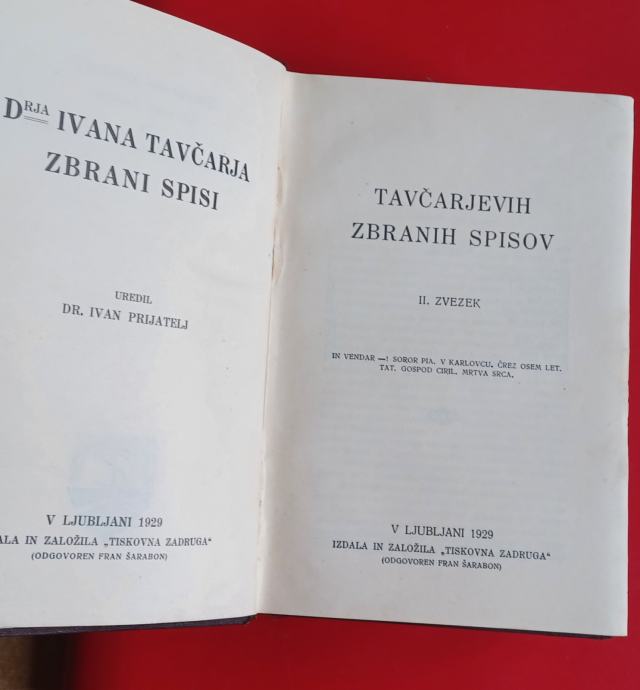 DRJA IVANA TAVČARJA
ZBRANI SPISI
UREDIL
DR. IVAN PRIJATELJ
V LJUBLJANI 1929
ALA IN ZALOŽILA „TISKOVNA ZADRUGA“
(ODGOVOREN FRAN ŠARABON)
TAVČARJEVIH
ZBRANIH SPISOV
II. ZVEZEK
IN VENDAR —! SOROR PIA. V KARLOVCU. ČREZ OSEM LET.
TAT. GOSPOD CIRIL. MRTVA SRCA.
V LJUBLJANI 1929
IZDALA IN ZALOŽILA „TISKOVNA ZADRUGA“
(ODGOVOREN FRAN ŠARABON)